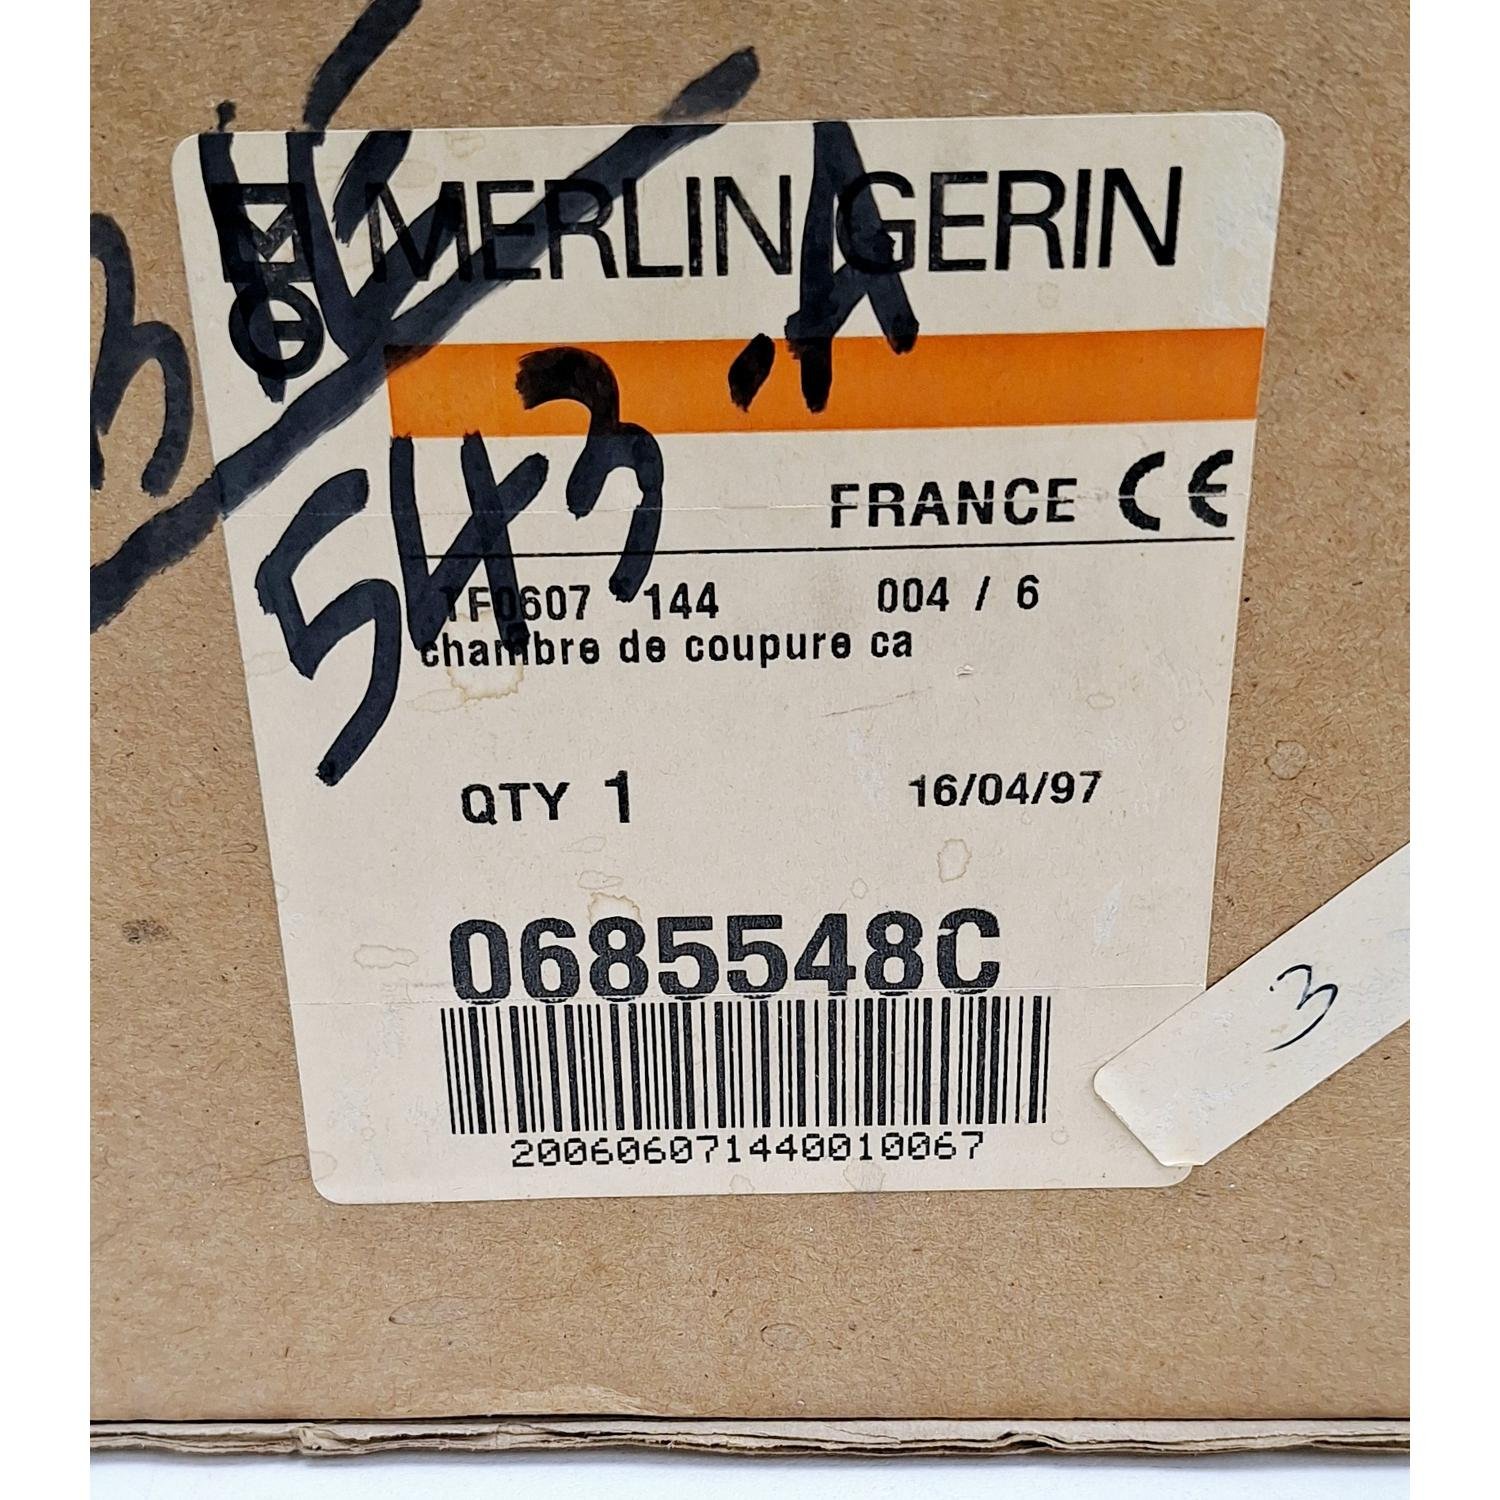 MERLIN GERIN
FRANCE CE
543
TF0607 144 004 / 6
chambre de coupure ca
QTY 1 16/04/97
0685548C
3
200606071440010067